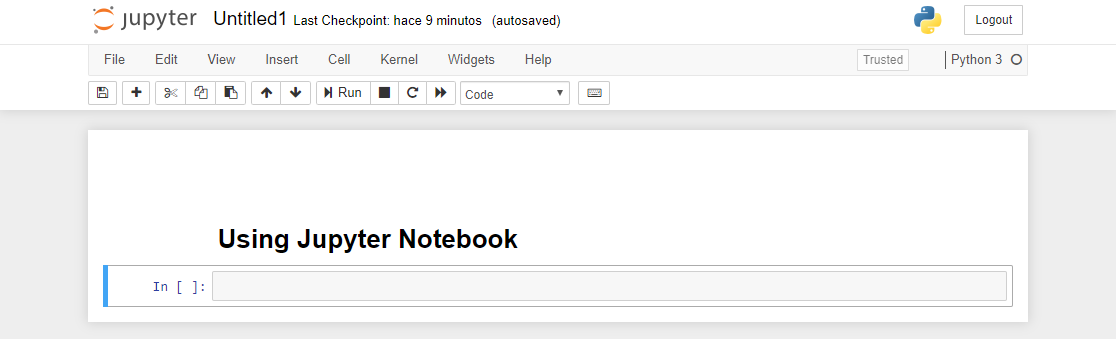 jupyter Untitled1 Last Checkpoint: hace 9 minutos (autosaved) Logout
File Edit View Insert Cell Kernel Widgets Help Trusted Python 3
Run Code
Using Jupyter Notebook
In [ ]: